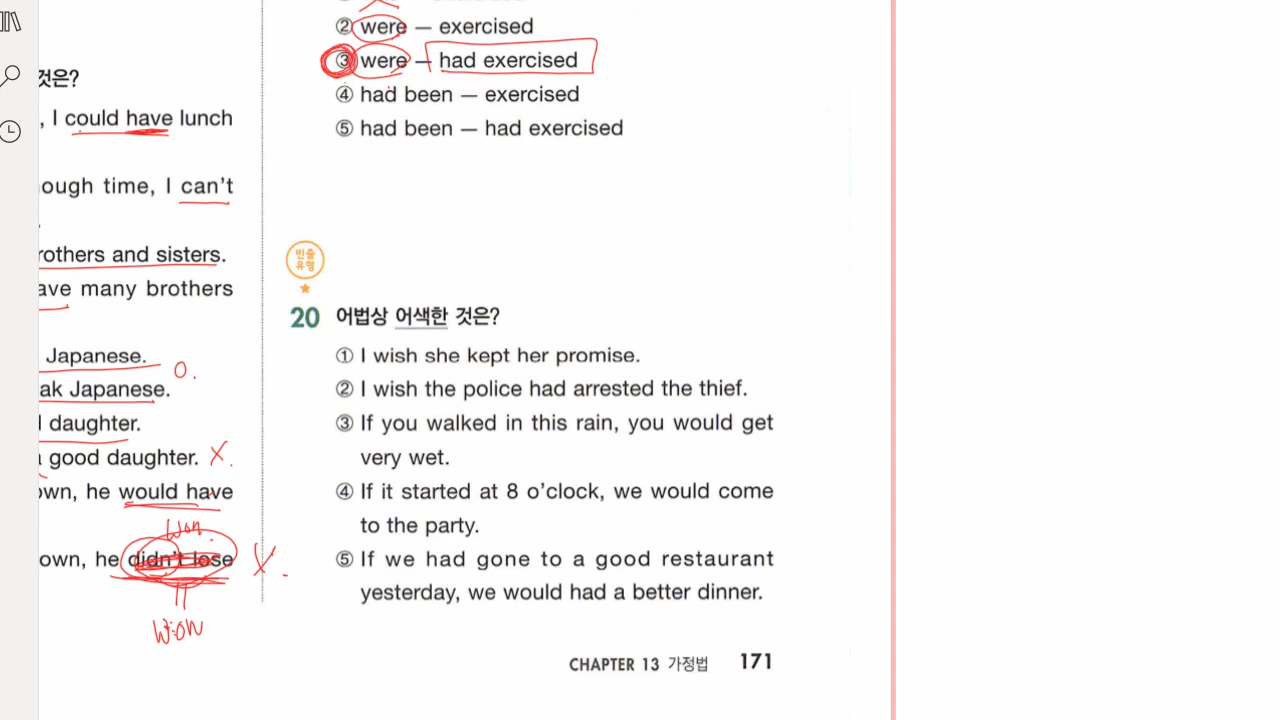 것은?
, I could have lunch
ough time, I can't
rothers and sisters.
ave many brothers
Japanese.
O.
ak Japanese.
daughter.
good daughter. X.
own, he would have
won
own, he didn't lose X.
won
② were — exercised
③ were — had exercised
④ had been — exercised
⑤ had been — had exercised
빈출
유형
20 어법상 어색한 것은?
① I wish she kept her promise.
② I wish the police had arrested the thief.
③ If you walked in this rain, you would get
very wet.
④ If it started at 8 o'clock, we would come
to the party.
⑤ If we had gone to a good restaurant
yesterday, we would had a better dinner.
CHAPTER 13 가정법 171